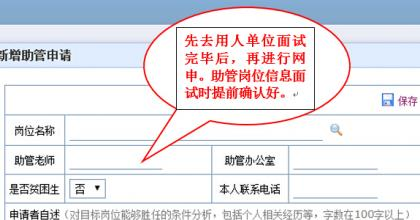 先去用人单位面试
完毕后，再进行网
申。助管岗位信息面
试时提前确认好。
新增助管申请
保存
岗位名称
助管老师
助管办公室
是否贫困生 否
本人联系电话
申请者自述（对目标岗位能够胜任的条件分析，包括个人相关经历等，字数在100字以上）